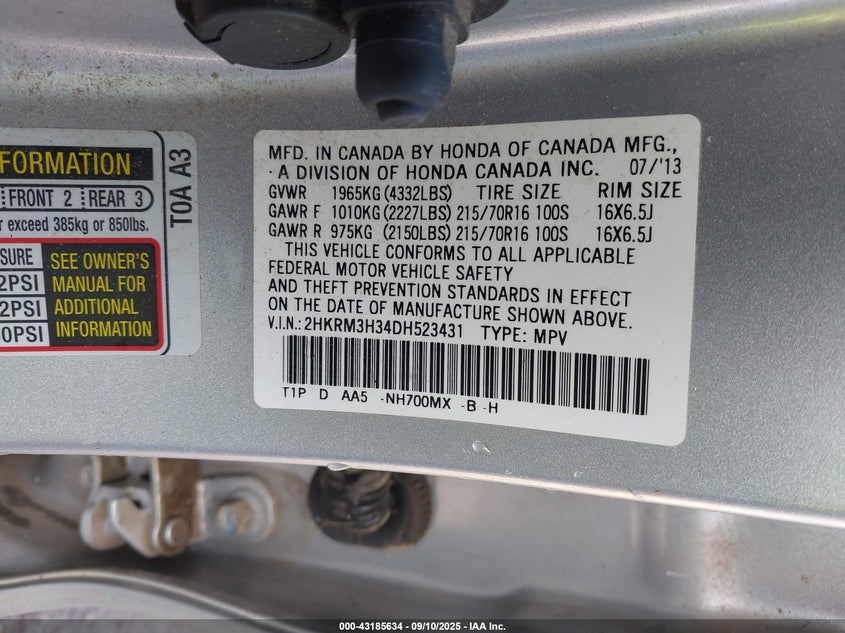 FORMATION
FRONT 2 REAR 3
r exceed 385kg or 850lbs.
SURE
2PSI
2PSI
0PSI
SEE OWNER'S
MANUAL FOR
ADDITIONAL
INFORMATION
T0A A3
MFD. IN CANADA BY HONDA OF CANADA MFG.,
A DIVISION OF HONDA CANADA INC. 07/'13
GVWR 1965KG (4332LBS) TIRE SIZE RIM SIZE
GAWR F 1010KG (2227LBS) 215/70R16 100S 16X6.5J
GAWR R 975KG (2150LBS) 215/70R16 100S 16X6.5J
THIS VEHICLE CONFORMS TO ALL APPLICABLE
FEDERAL MOTOR VEHICLE SAFETY
AND THEFT PREVENTION STANDARDS IN EFFECT
ON THE DATE OF MANUFACTURE SHOWN ABOVE.
V.I.N.: 2HKRM3H34DH523431 TYPE: MPV
T1P D AA5 -NH700MX -B -H
000-43185634 - 09/10/2025 - IAA Inc.